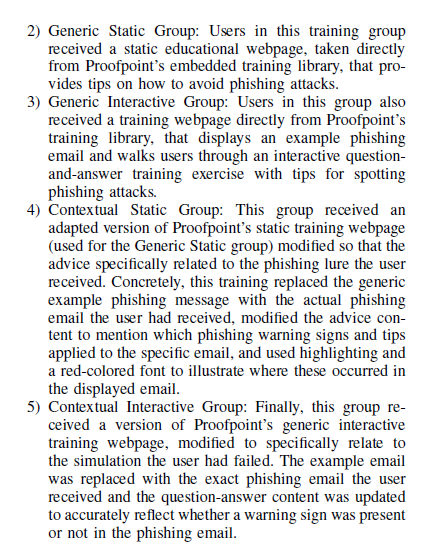 2) Generic Static Group: Users in this training group
received a static educational webpage, taken directly
from Proofpoint's embedded training library, that pro-
vides tips on how to avoid phishing attacks.
3) Generic Interactive Group: Users in this group also
received a training webpage directly from Proofpoint's
training library, that displays an example phishing
email and walks users through an interactive question-
and-answer training exercise with tips for spotting
phishing attacks.
4) Contextual Static Group: This group received an
adapted version of Proofpoint's static training webpage
(used for the Generic Static group) modified so that the
advice specifically related to the phishing lure the user
received. Concretely, this training replaced the generic
example phishing message with the actual phishing
email the user had received, modified the advice con-
tent to mention which phishing warning signs and tips
applied to the specific email, and used highlighting and
a red-colored font to illustrate where these occurred in
the displayed email.
5) Contextual Interactive Group: Finally, this group re-
ceived a version of Proofpoint's generic interactive
training webpage, modified to specifically relate to
the simulation the user had failed. The example email
was replaced with the exact phishing email the user
received and the question-answer content was updated
to accurately reflect whether a warning sign was present
or not in the phishing email.